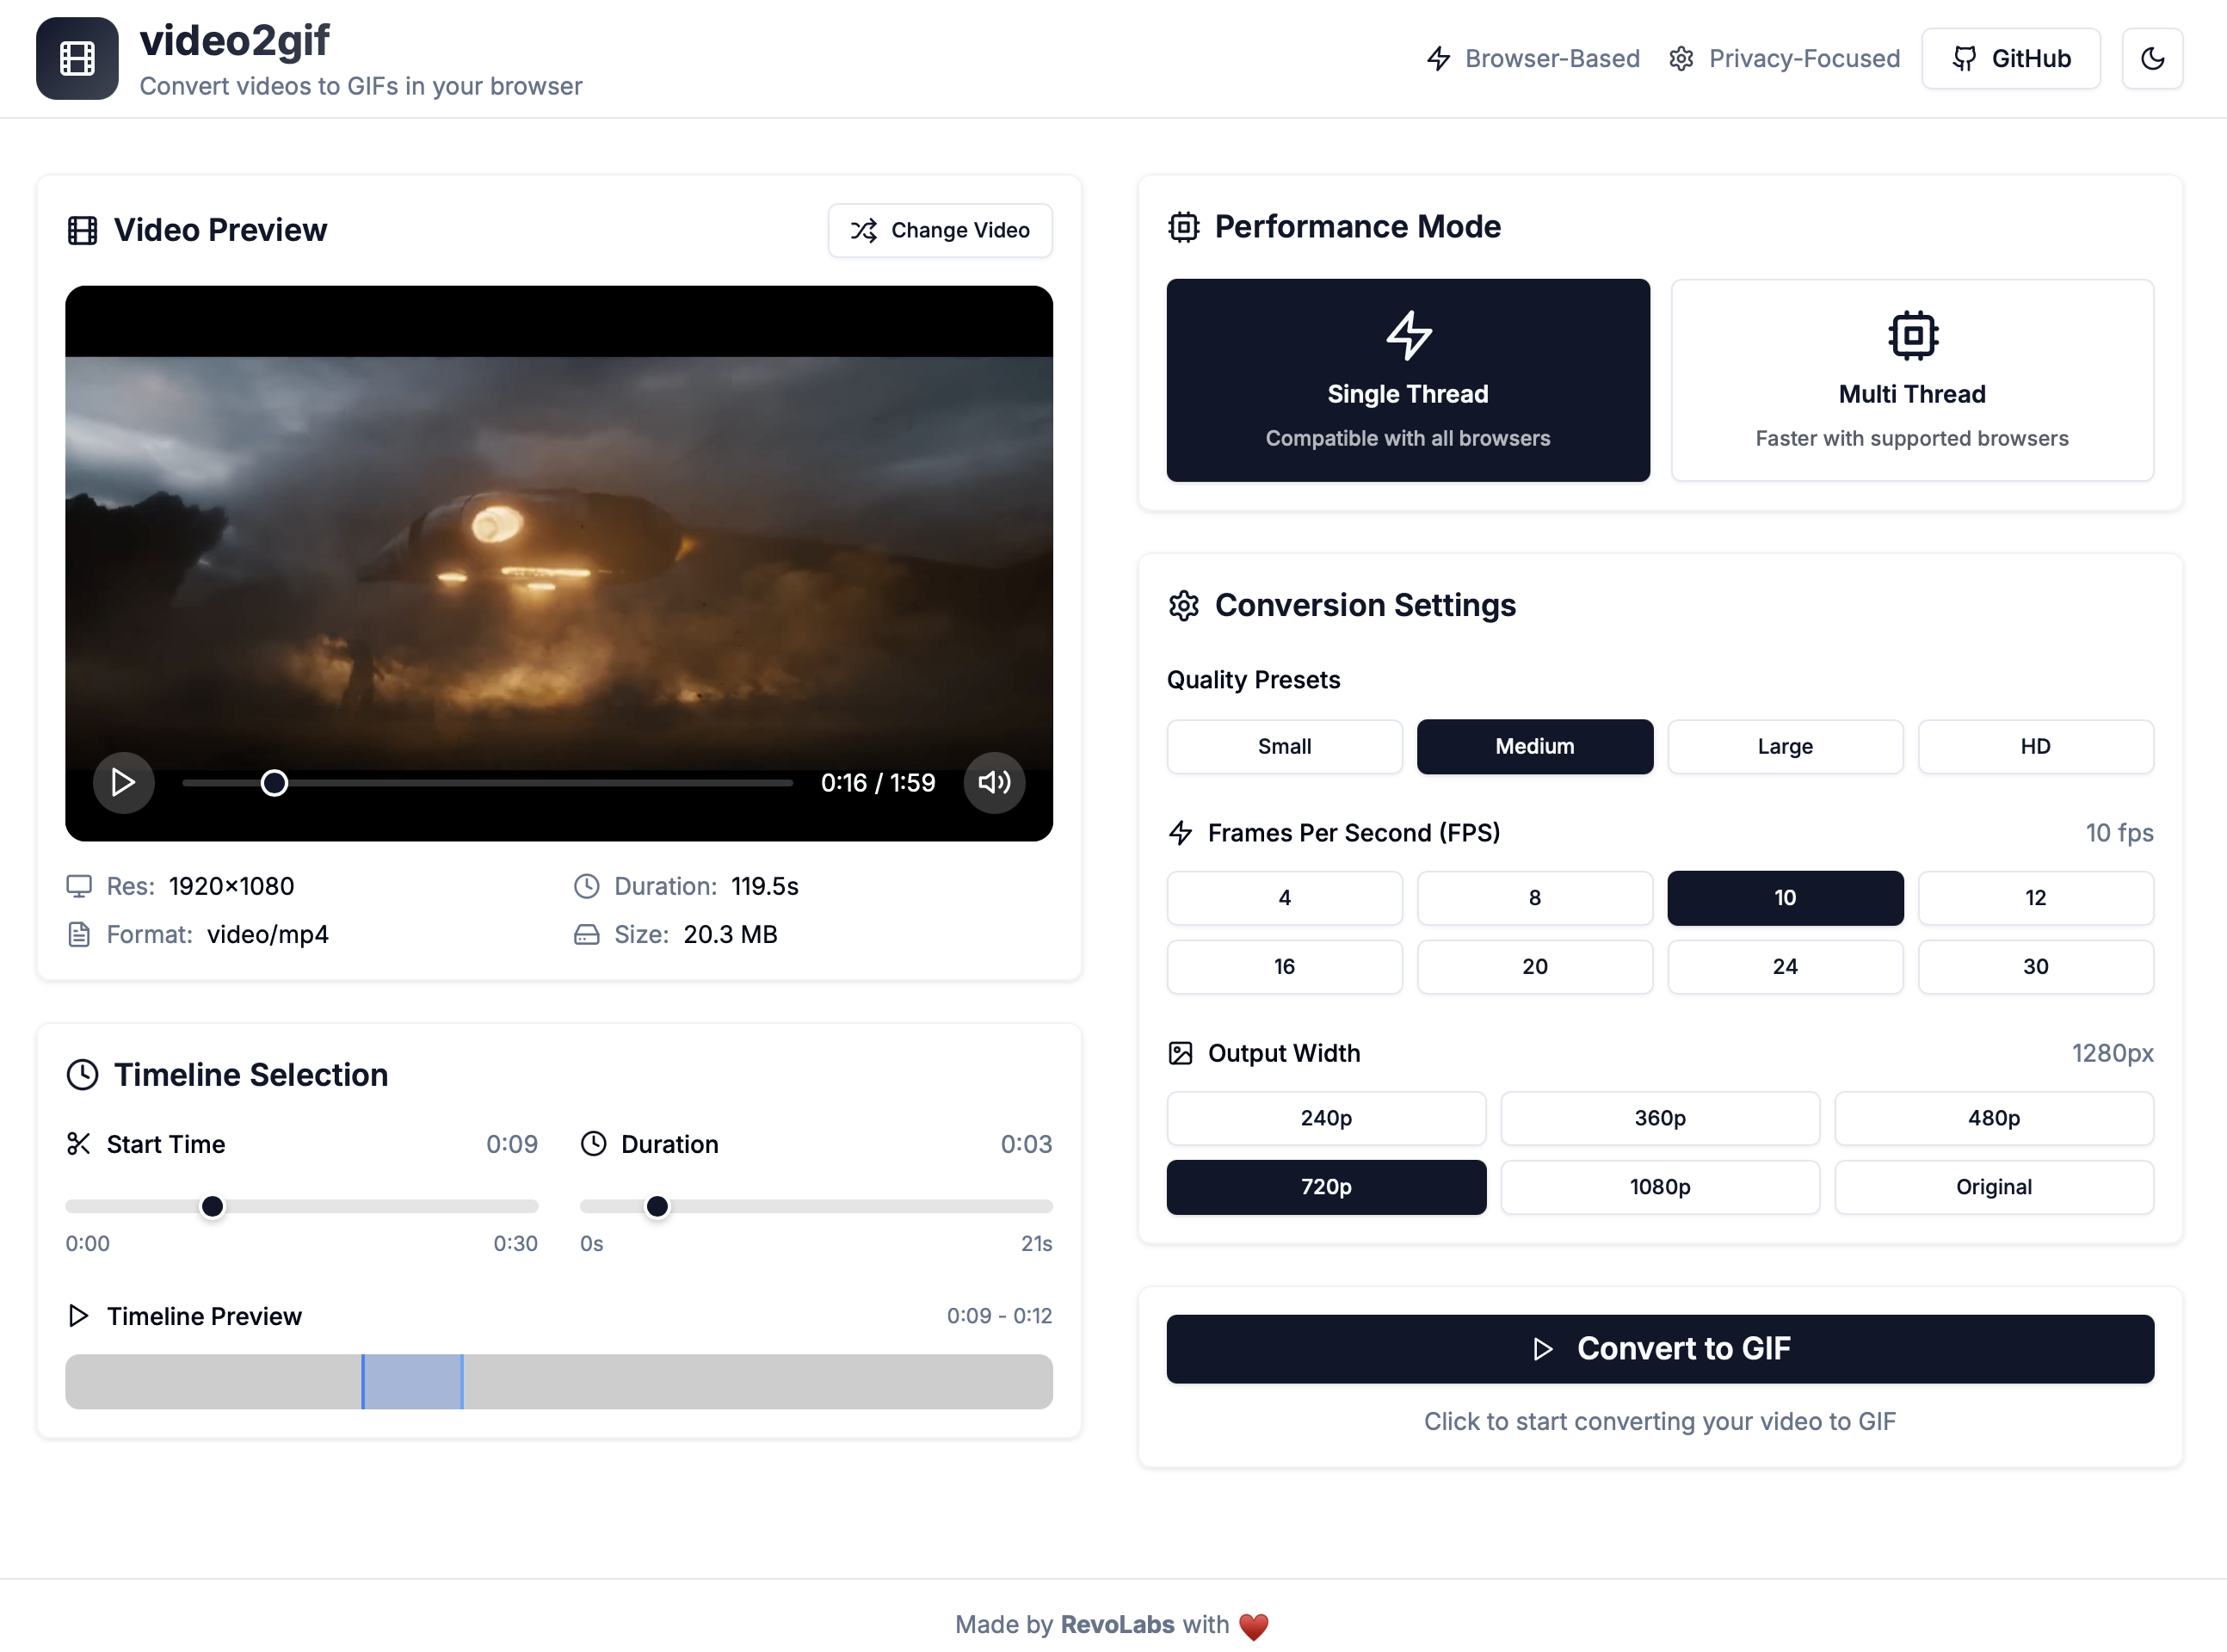 video2gif
Convert videos to GIFs in your browser
Browser-Based
Privacy-Focused
GitHub
Video Preview
Change Video
0:16 / 1:59
Res: 1920×1080
Duration: 119.5s
Format: video/mp4
Size: 20.3 MB
Timeline Selection
Start Time 0:09
0:00 0:30
Duration 0:03
0s 21s
Timeline Preview 0:09 - 0:12
Performance Mode
Single Thread
Compatible with all browsers
Multi Thread
Faster with supported browsers
Conversion Settings
Quality Presets
Small Medium Large HD
Frames Per Second (FPS) 10 fps
4 8 10 12
16 20 24 30
Output Width 1280px
240p 360p 480p
720p 1080p Original
Convert to GIF
Click to start converting your video to GIF
Made by RevoLabs with ❤️